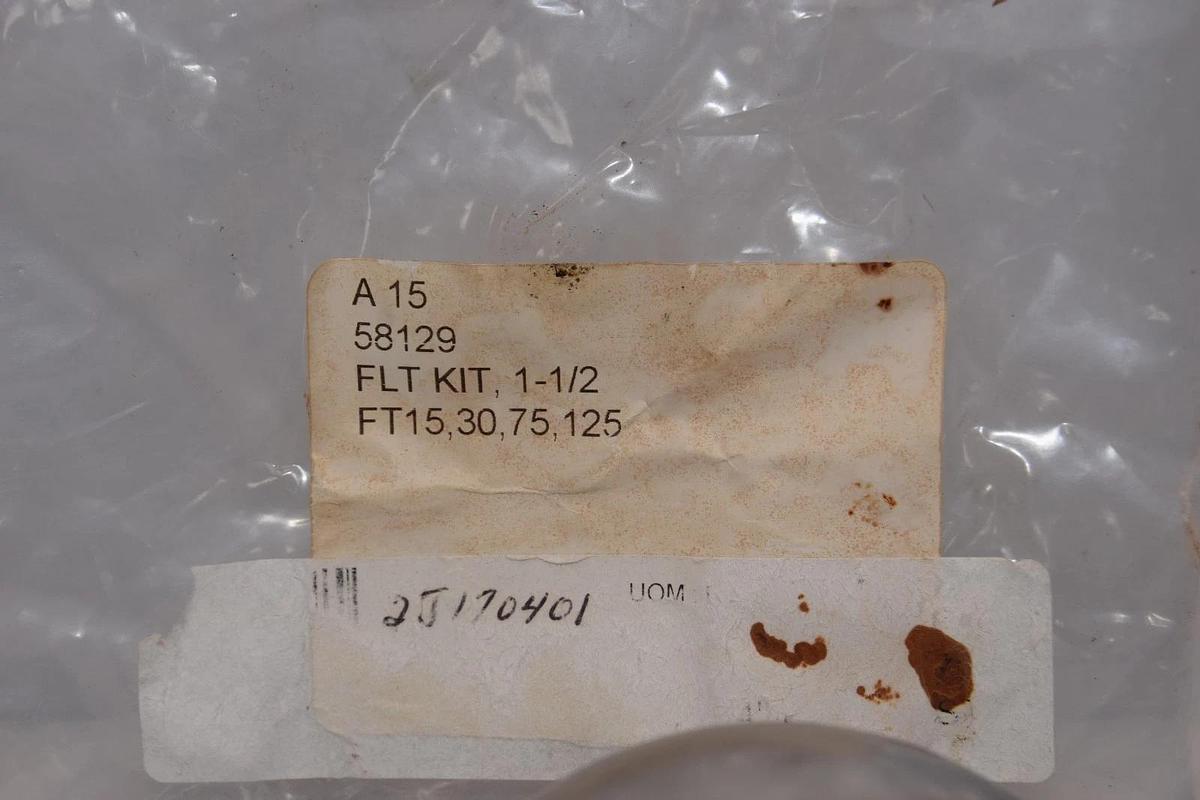 A 15
58129
FLT KIT, 1-1/2
FT15,30,75,125
2J170401 UOM